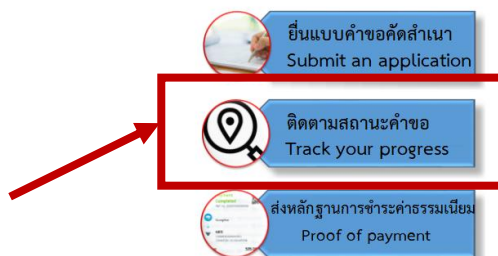 ยื่นแบบคำขอคัดสำเนา
Submit an application
ติดตามสถานะคำขอ
Track your progress
ส่งหลักฐานการชำระค่าธรรมเนียม
Proof of payment